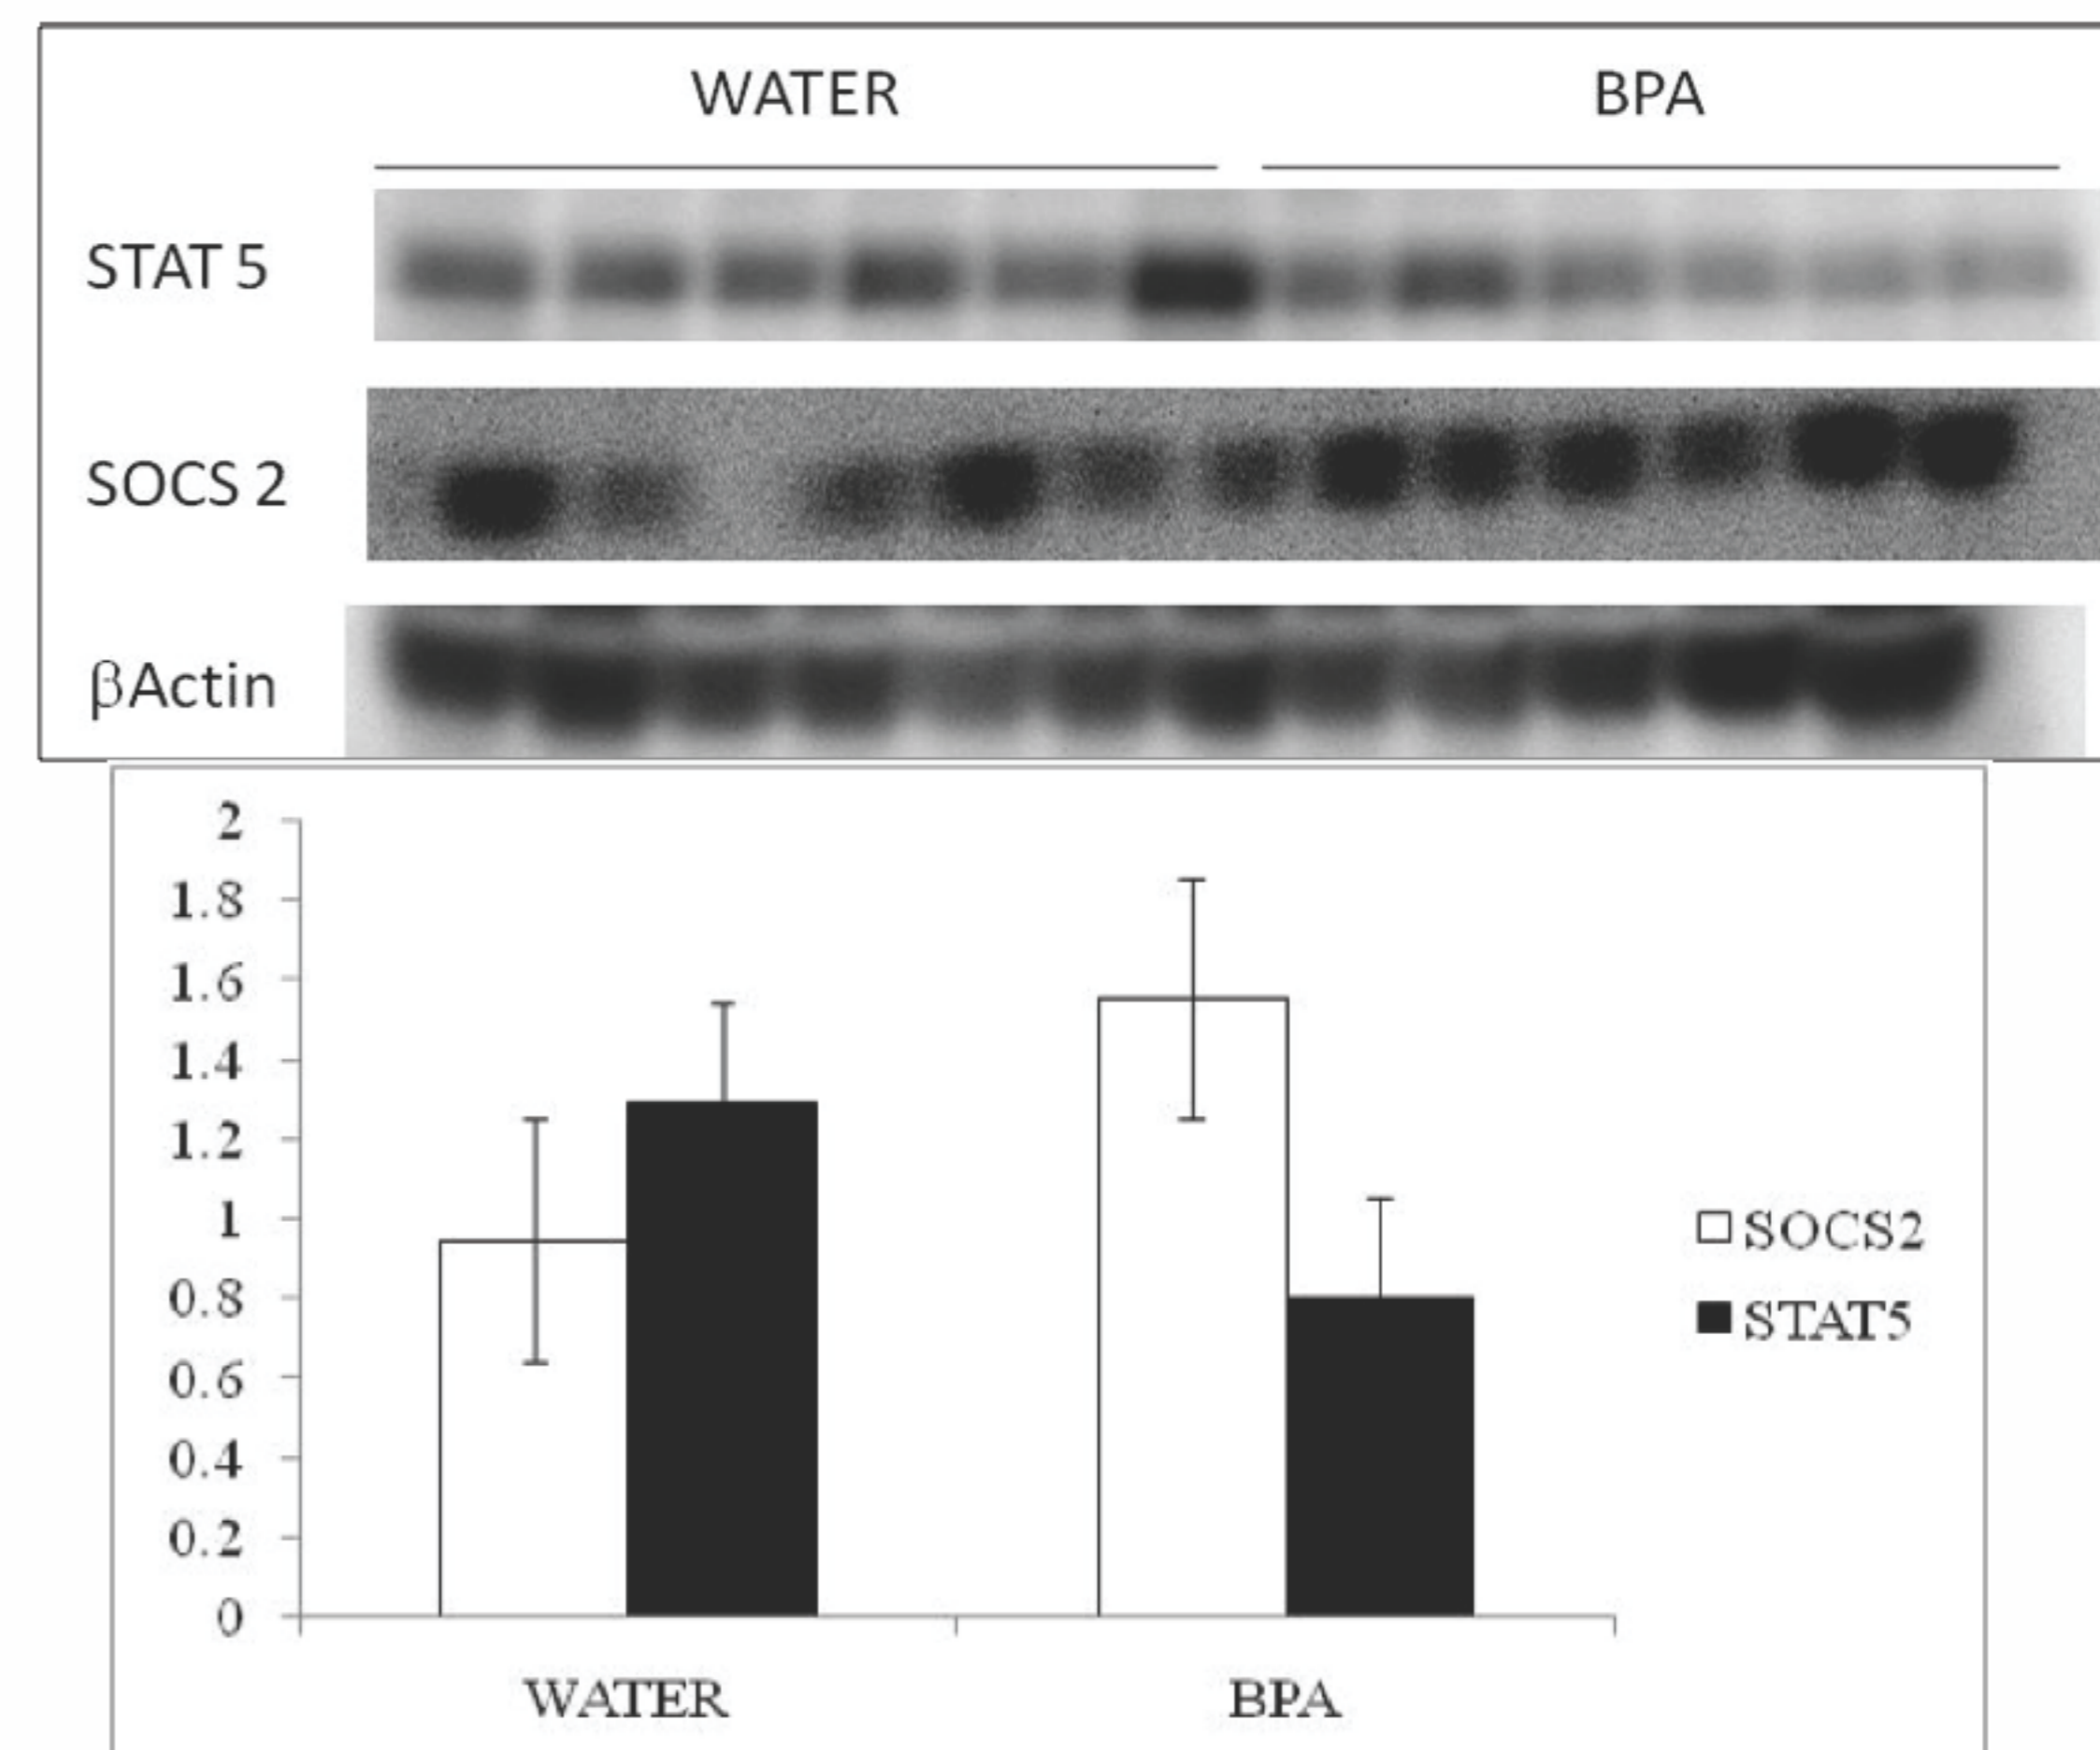 WATER BPA
STAT 5
SOCS 2
βActin
2
1.8
1.6
1.4
1.2
1
0.8
0.6
0.4
0.2
0
SOCS2
STAT5
WATER BPA